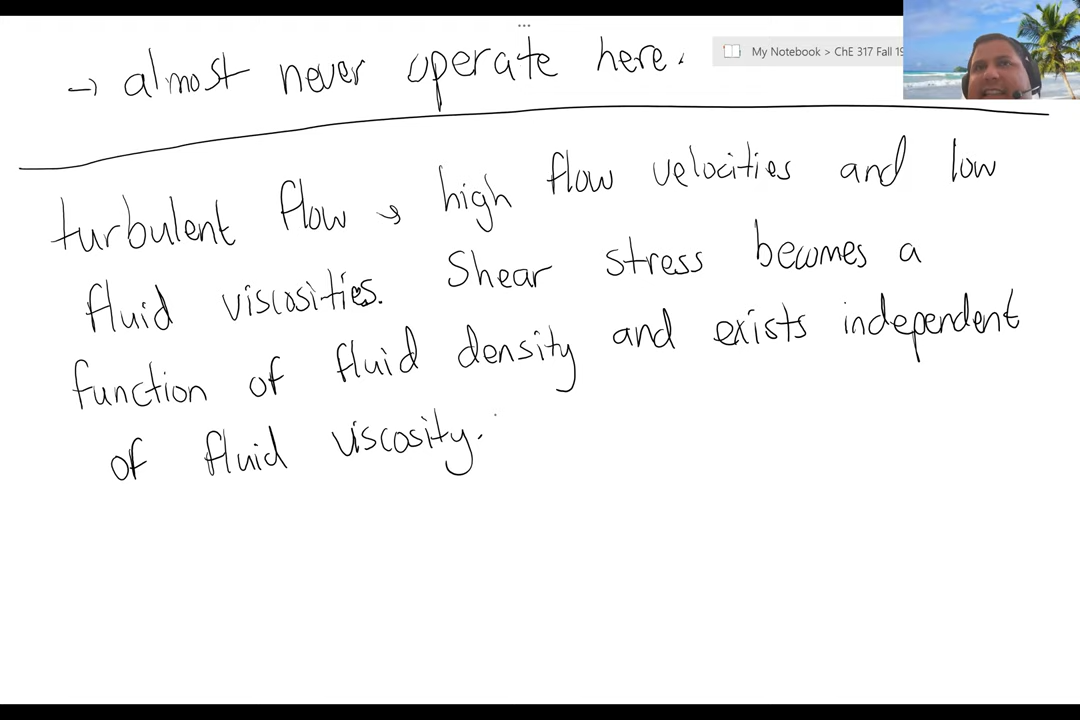 → almost never operate here.
My Notebook > ChE 317 Fall 19
turbulent flow → high flow velocities and low
fluid viscosities. Shear stress becomes a
function of fluid density and exists independent
of fluid viscosity.